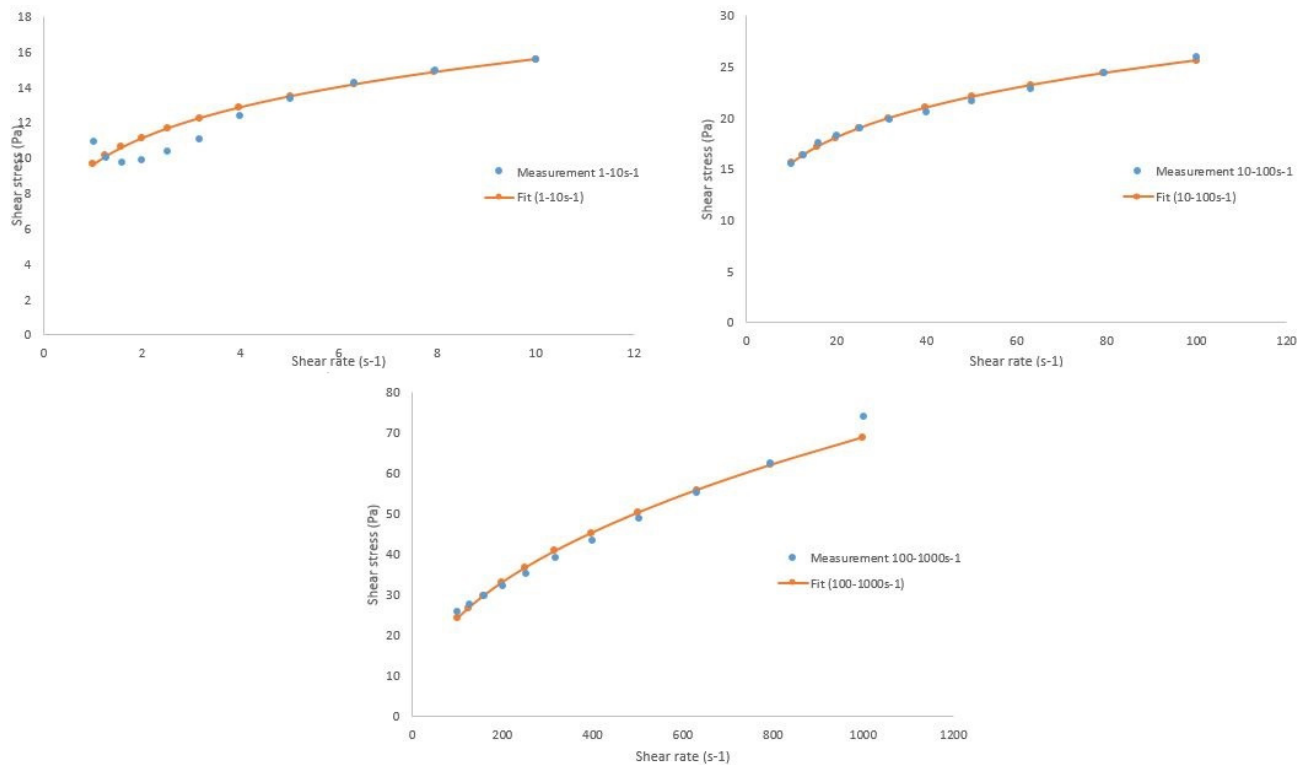 18
16
14
12
10
8
6
4
2
0
Shear stress (Pa)
0 2 4 6 8 10 12
Shear rate (s-1)
Measurement 1-10s-1
Fit (1-10s-1)
30
25
20
15
10
5
0
Shear stress (Pa)
0 20 40 60 80 100 120
Shear rate (s-1)
Measurement 10-100s-1
Fit (10-100s-1)
80
70
60
50
40
30
20
10
0
Shear stress (Pa)
0 200 400 600 800 1000 1200
Shear rate (s-1)
Measurement 100-1000s-1
Fit (100-1000s-1)